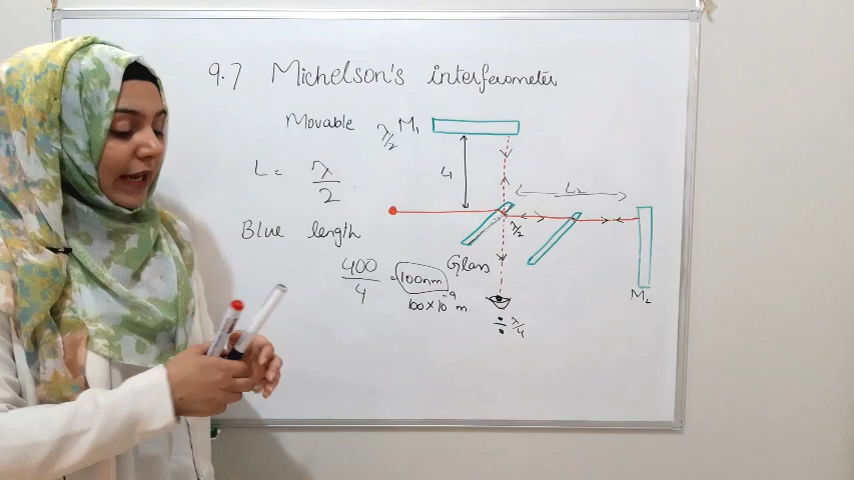 9.7 Michelson's interferometer
Movable λ/2 M₁
L = λ/2
L₁
L₂
Blue length
λ/2
400/4 = 100nm
Glass
100×10⁻⁹ m
M₂
÷ λ/4